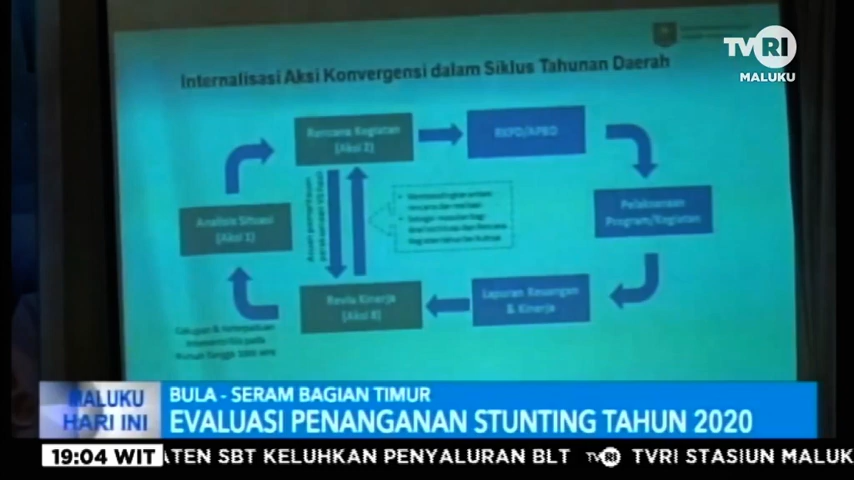 TVRI
MALUKU
Internalisasi Aksi Konvergensi dalam Siklus Tahunan Daerah
Rencana Kegiatan
(Aksi 2)
RKPD/APBD
Analisis Situasi
(Aksi 1)
Pelaksanaan
Program/Kegiatan
Reviu Kinerja
(Aksi 8)
Laporan Keuangan
& Kinerja
MALUKU
HARI INI
BULA - SERAM BAGIAN TIMUR
EVALUASI PENANGANAN STUNTING TAHUN 2020
19:04 WIT ATEN SBT KELUHKAN PENYALURAN BLT TVRI TVRI STASIUN MALUK